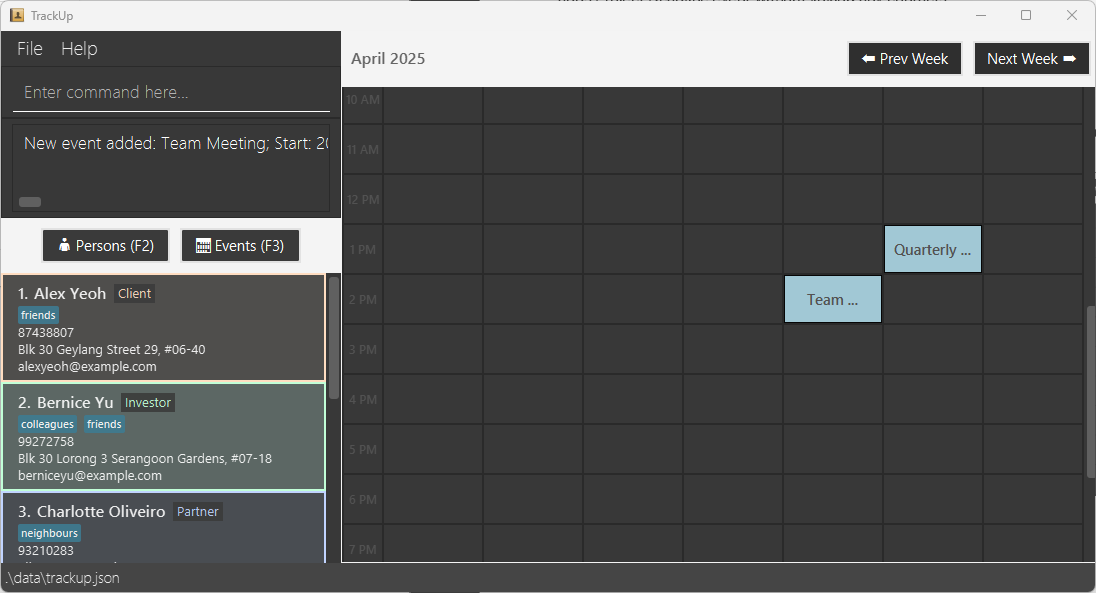 TrackUp
File Help
Enter command here...
New event added: Team Meeting; Start: 20
Persons (F2) Events (F3)
1. Alex Yeoh Client
friends
87438807
Blk 30 Geylang Street 29, #06-40
alexyeoh@example.com
2. Bernice Yu Investor
colleagues friends
99272758
Blk 30 Lorong 3 Serangoon Gardens, #07-18
berniceyu@example.com
3. Charlotte Oliveiro Partner
neighbours
93210283
April 2025
⬅ Prev Week Next Week ➡
10 AM
11 AM
12 PM
1 PM Quarterly ...
2 PM Team ...
3 PM
4 PM
5 PM
6 PM
7 PM
.\data\trackup.json